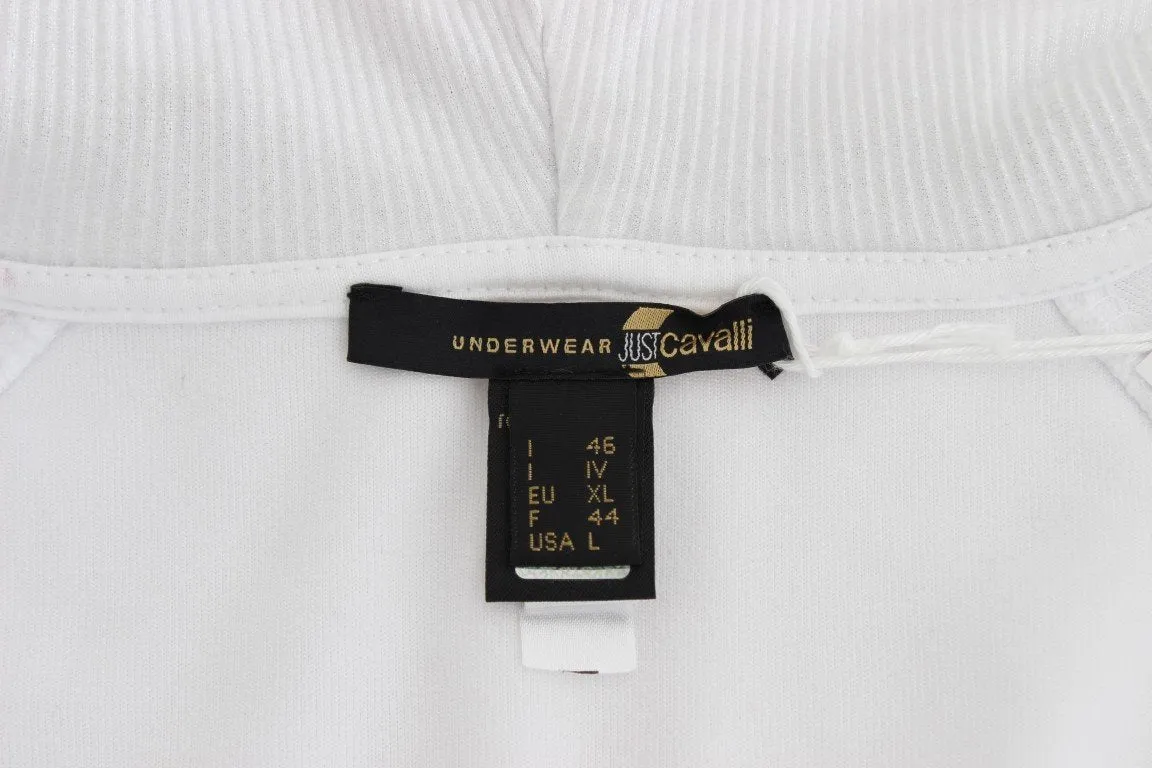 UNDERWEAR JUST cavalli
I 46
I IV
EU XL
F 44
USA L